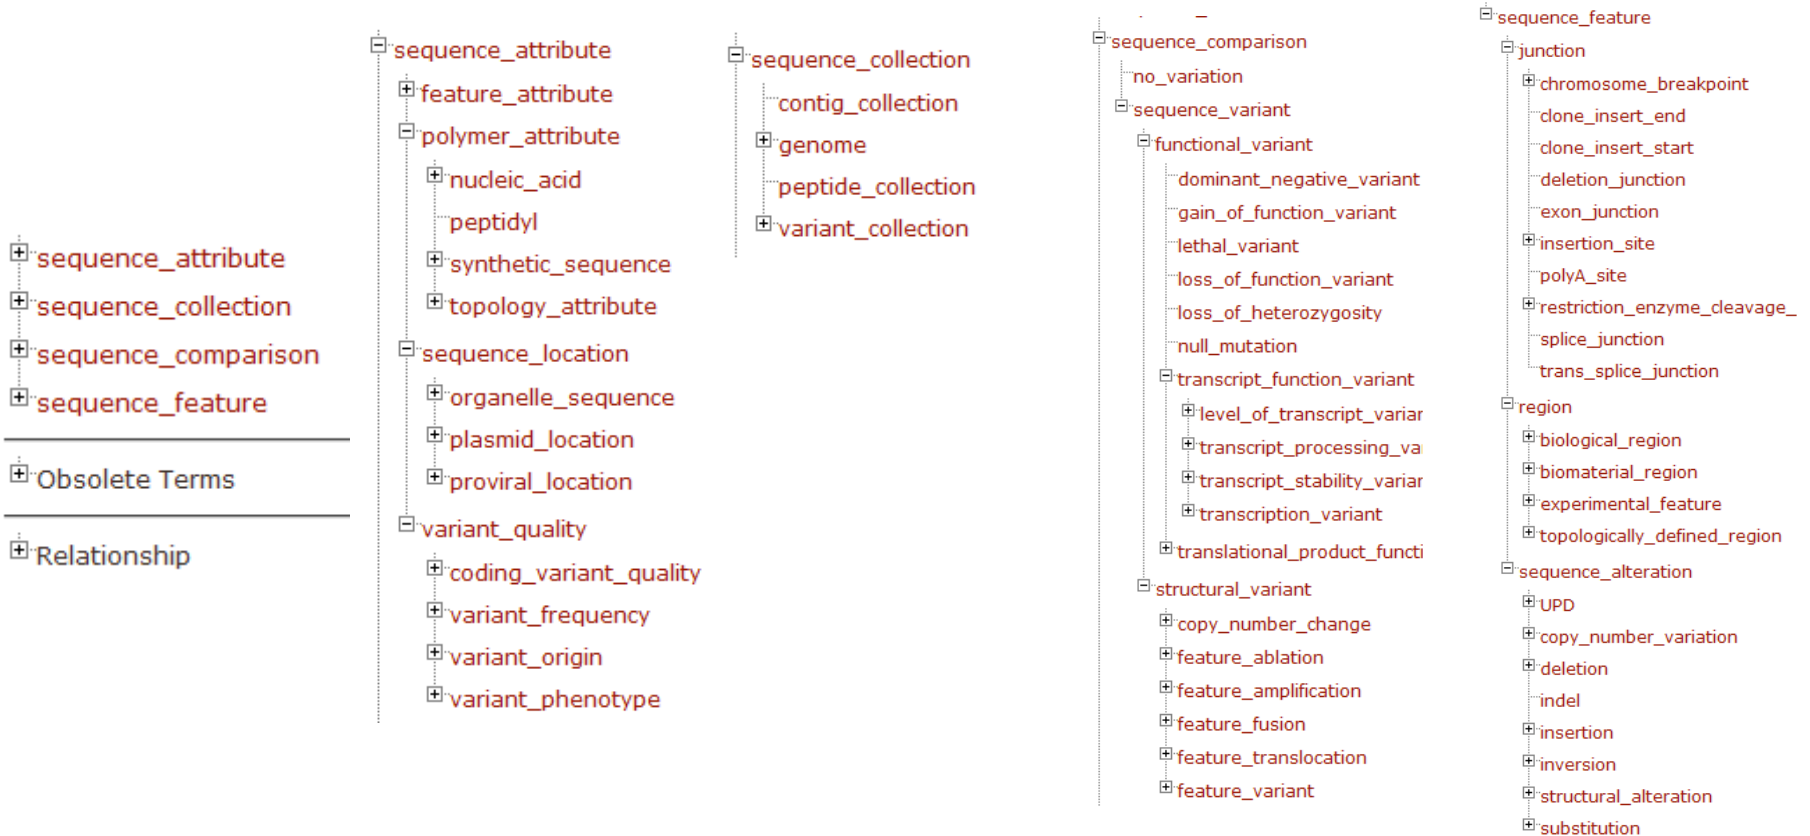 sequence_attribute
sequence_collection
sequence_comparison
sequence_feature
Obsolete Terms
Relationship
sequence_attribute
feature_attribute
polymer_attribute
nucleic_acid
peptidyl
synthetic_sequence
topology_attribute
sequence_location
organelle_sequence
plasmid_location
proviral_location
variant_quality
coding_variant_quality
variant_frequency
variant_origin
variant_phenotype
sequence_collection
contig_collection
genome
peptide_collection
variant_collection
sequence_comparison
no_variation
sequence_variant
functional_variant
dominant_negative_variant
gain_of_function_variant
lethal_variant
loss_of_function_variant
loss_of_heterozygosity
null_mutation
transcript_function_variant
level_of_transcript_variar
transcript_processing_va
transcript_stability_variar
transcription_variant
translational_product_functi
structural_variant
copy_number_change
feature_ablation
feature_amplification
feature_fusion
feature_translocation
feature_variant
sequence_feature
junction
chromosome_breakpoint
clone_insert_end
clone_insert_start
deletion_junction
exon_junction
insertion_site
polyA_site
restriction_enzyme_cleavage_
splice_junction
trans_splice_junction
region
biological_region
biomaterial_region
experimental_feature
topologically_defined_region
sequence_alteration
UPD
copy_number_variation
deletion
indel
insertion
inversion
structural_alteration
substitution